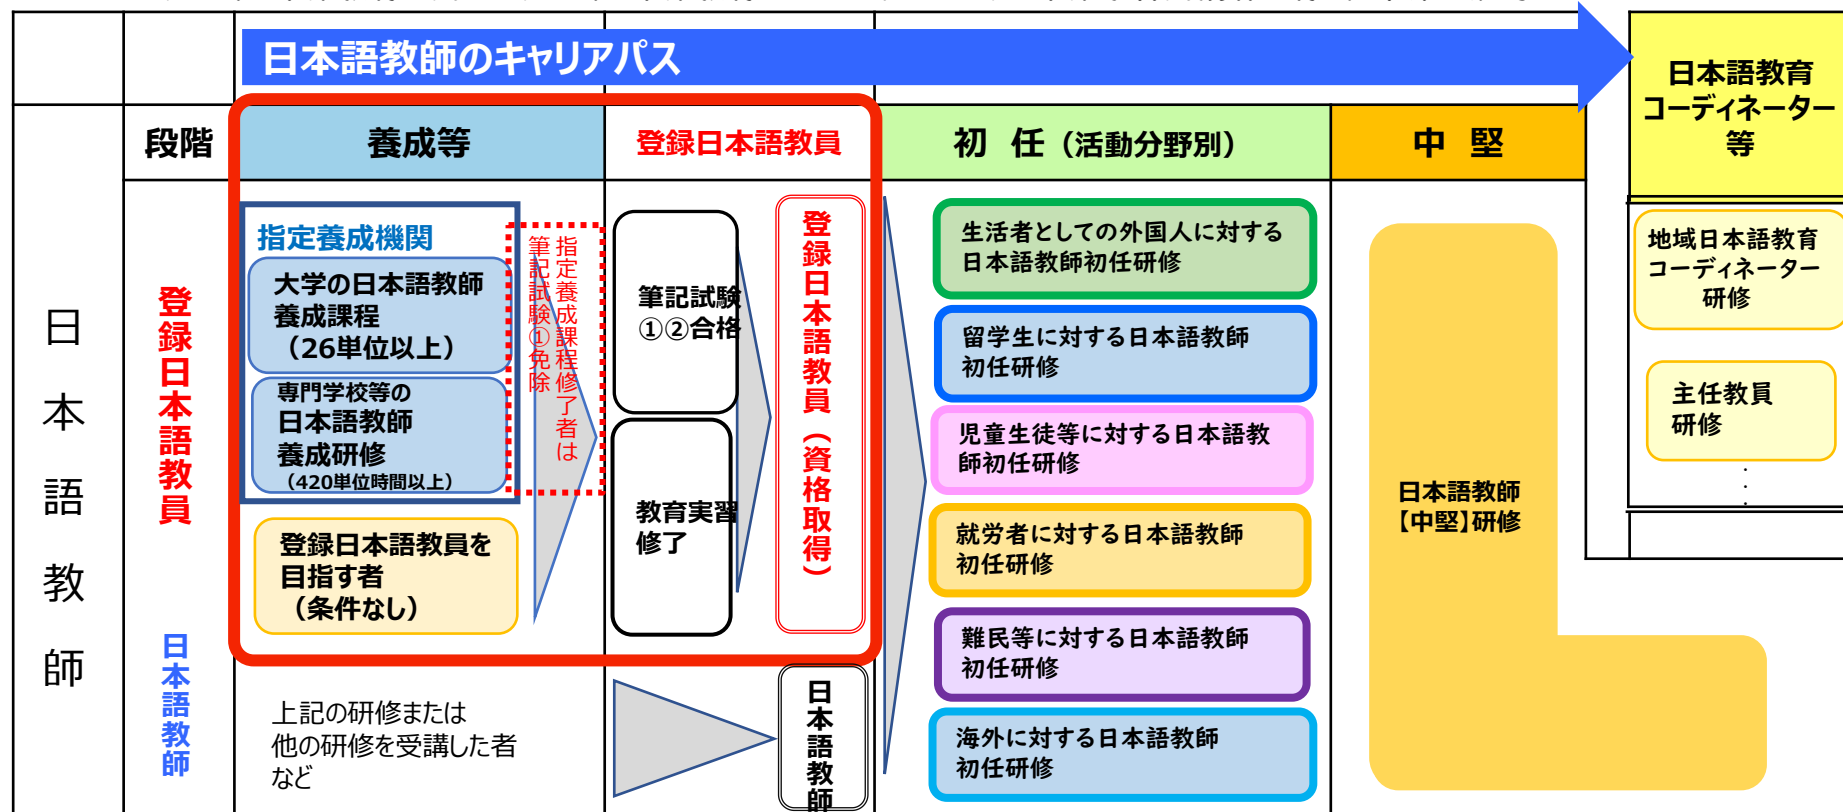 日本語教師のキャリアパス
日本語教育
コーディネーター
等
段階
養成等
登録日本語教員
初 任（活動分野別）
中 堅
日本語教師
登録日本語教員
日本語教師
指定養成機関
大学の日本語教師
養成課程
（26単位以上）
専門学校等の
日本語教師
養成研修
（420単位時間以上）
指定養成課程修了者は
筆記試験①免除
登録日本語教員を
目指す者
（条件なし）
上記の研修または
他の研修を受講した者
など
筆記試験
①②合格
教育実習
修了
登録日本語教員（資格取得）
日本語教師
生活者としての外国人に対する
日本語教師初任研修
留学生に対する日本語教師
初任研修
児童生徒等に対する日本語教
師初任研修
就労者に対する日本語教師
初任研修
難民等に対する日本語教師
初任研修
海外に対する日本語教師
初任研修
日本語教師
【中堅】研修
地域日本語教育
コーディネーター
研修
主任教員
研修
・
・
・